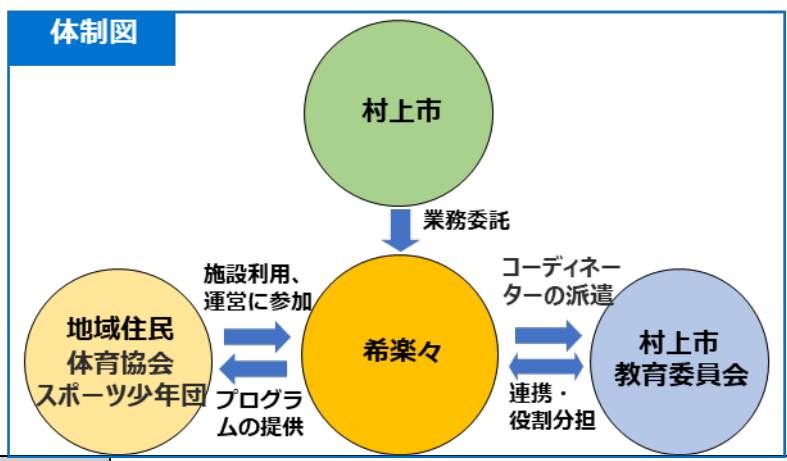 体制図
村上市
業務委託
施設利用、
運営に参加
コーディネー
ターの派遣
地域住民
体育協会
スポーツ少年団
希楽々
村上市
教育委員会
プログラ
ムの提供
連携・
役割分担